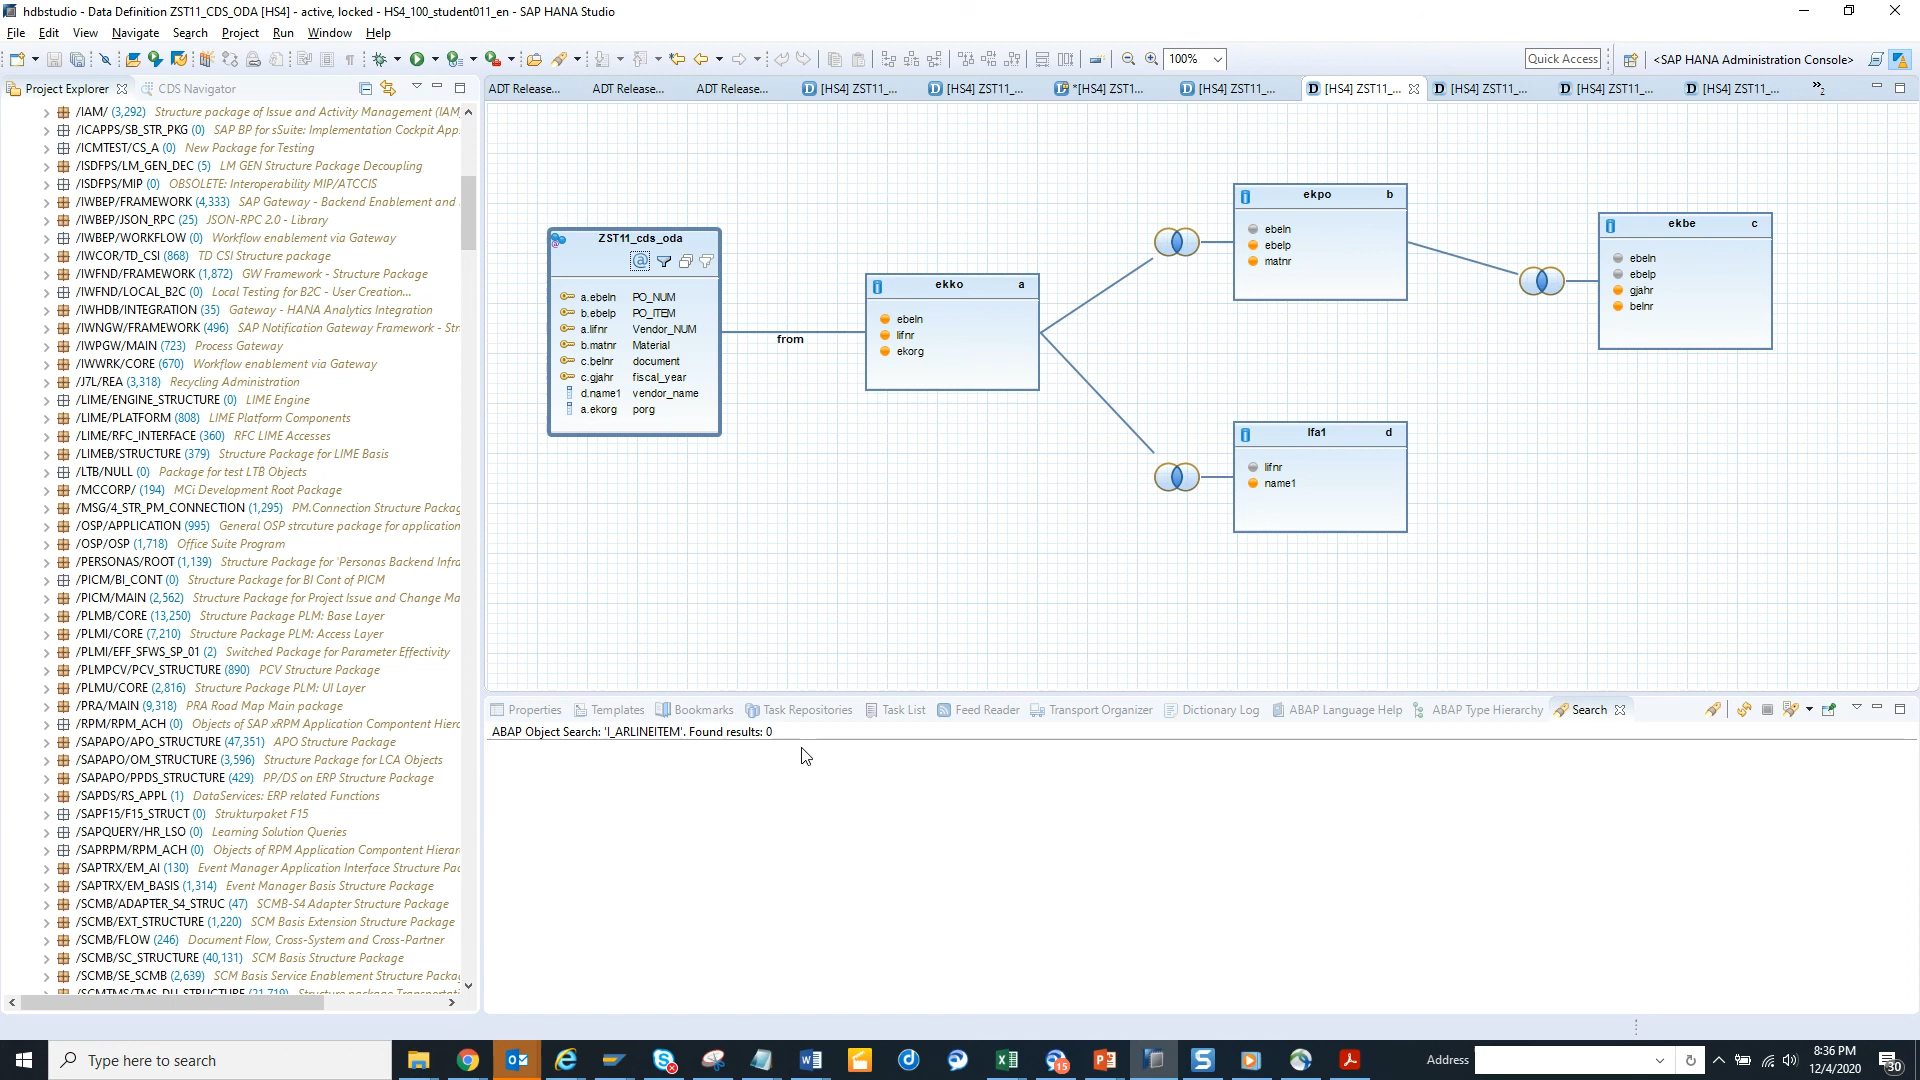 hdbstudio - Data Definition ZST11_CDS_ODA [HS4] - active, locked - HS4_100_student011_en - SAP HANA Studio
File Edit View Navigate Search Project Run Window Help
100%
Quick Access
<SAP HANA Administration Console>
Project Explorer
CDS Navigator
ADT Release...
ADT Release...
ADT Release...
[HS4] ZST11_...
[HS4] ZST11_...
*[HS4] ZST1...
[HS4] ZST11_...
[HS4] ZST11_...
[HS4] ZST11_...
[HS4] ZST11_...
[HS4] ZST11_...
»2
/IAM/ (3,292) Structure package of Issue and Activity Management (IAM
/ICAPPS/SB_STR_PKG (0) SAP BP for sSuite: Implementation Cockpit App
/ICMTEST/CS_A (0) New Package for Testing
/ISDFPS/LM_GEN_DEC (5) LM GEN Structure Package Decoupling
/ISDFPS/MIP (0) OBSOLETE: Interoperability MIP/ATCCIS
/IWBEP/FRAMEWORK (4,333) SAP Gateway - Backend Enablement and
/IWBEP/JSON_RPC (25) JSON-RPC 2.0 - Library
/IWBEP/WORKFLOW (0) Workflow enablement via Gateway
/IWCOR/TD_CSI (868) TD CSI Structure package
/IWFND/FRAMEWORK (1,872) GW Framework - Structure Package
/IWFND/LOCAL_B2C (0) Local Testing for B2C - User Creation...
/IWHDB/INTEGRATION (35) Gateway - HANA Analytics Integration
/IWNGW/FRAMEWORK (496) SAP Notification Gateway Framework - Str
/IWPGW/MAIN (723) Process Gateway
/IWWRK/CORE (670) Workflow enablement via Gateway
/J7L/REA (3,318) Recycling Administration
/LIME/ENGINE_STRUCTURE (0) LIME Engine
/LIME/PLATFORM (808) LIME Platform Components
/LIME/RFC_INTERFACE (360) RFC LIME Accesses
/LIMEB/STRUCTURE (379) Structure Package for LIME Basis
/LTB/NULL (0) Package for test LTB Objects
/MCCORP/ (194) MCi Development Root Package
/MSG/4_STR_PM_CONNECTION (1,295) PM.Connection Structure Packag
/OSP/APPLICATION (995) General OSP strcuture package for application
/OSP/OSP (1,718) Office Suite Program
/PERSONAS/ROOT (1,139) Structure Package for 'Personas Backend Infra
/PICM/BI_CONT (0) Structure Package for BI Cont of PICM
/PICM/MAIN (2,562) Structure Package for Project Issue and Change Ma
/PLMB/CORE (13,250) Structure Package PLM: Base Layer
/PLMI/CORE (7,210) Structure Package PLM: Access Layer
/PLMI/EFF_SFWS_SP_01 (2) Switched Package for Parameter Effectivity
/PLMPCV/PCV_STRUCTURE (890) PCV Structure Package
/PLMU/CORE (2,816) Structure Package PLM: UI Layer
/PRA/MAIN (9,318) PRA Road Map Main package
/RPM/RPM_ACH (0) Objects of SAP xRPM Application Component Hierc
/SAPAPO/APO_STRUCTURE (47,351) APO Structure Package
/SAPAPO/OM_STRUCTURE (3,596) Structure Package for LCA Objects
/SAPAPO/PPDS_STRUCTURE (429) PP/DS on ERP Structure Package
/SAPDS/RS_APPL (1) DataServices: ERP related Functions
/SAPF15/F15_STRUCT (0) Strukturpaket F15
/SAPQUERY/HR_LSO (0) Learning Solution Queries
/SAPRPM/RPM_ACH (0) Objects of RPM Application Compontent Hierar
/SAPTRX/EM_AI (130) Event Manager Application Interface Structure Pac
/SAPTRX/EM_BASIS (1,314) Event Manager Basis Structure Package
/SCMB/ADAPTER_S4_STRUC (47) SCMB-S4 Adapter Structure Package
/SCMB/EXT_STRUCTURE (1,220) SCM Basis Extension Structure Package
/SCMB/FLOW (246) Document Flow, Cross-System and Cross-Partner
/SCMB/SC_STRUCTURE (40,131) SCM Basis Structure Package
/SCMB/SE_SCMB (2,639) SCM Basis Service Enablement Structure Packag
/SCMTMS/TMS_DU_STRUCTURE (21,719) Structure package Transportati
ZST11_cds_oda
a.ebeln PO_NUM
b.ebelp PO_ITEM
a.lifnr Vendor_NUM
b.matnr Material
c.belnr document
c.gjahr fiscal_year
d.name1 vendor_name
a.ekorg porg
from
ekko a
ebeln
lifnr
ekorg
ekpo b
ebeln
ebelp
matnr
ekbe c
ebeln
ebelp
gjahr
belnr
lfa1 d
lifnr
name1
Properties
Templates
Bookmarks
Task Repositories
Task List
Feed Reader
Transport Organizer
Dictionary Log
ABAP Language Help
ABAP Type Hierarchy
Search
ABAP Object Search: 'I_ARLINEITEM'. Found results: 0
Type here to search
15
Address
8:36 PM
12/4/2020
30